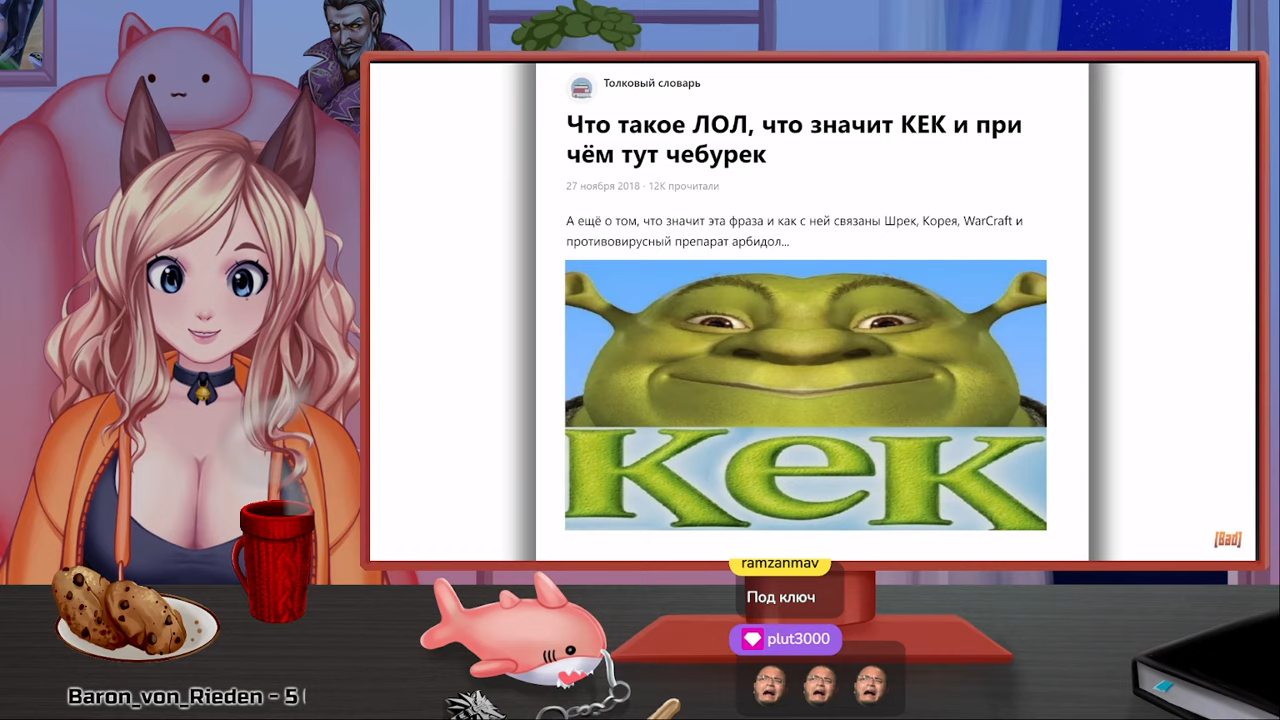 Толковый словарь
Что такое ЛОЛ, что значит КЕК и при
чём тут чебурек
27 ноября 2018 · 12К прочитали
А ещё о том, что значит эта фраза и как с ней связаны Шрек, Корея, WarCraft и
противовирусный препарат арбидол...
Кек
[Bad]
ramzanmav
Под ключ
plut3000
Baron_von_Rieden - 5